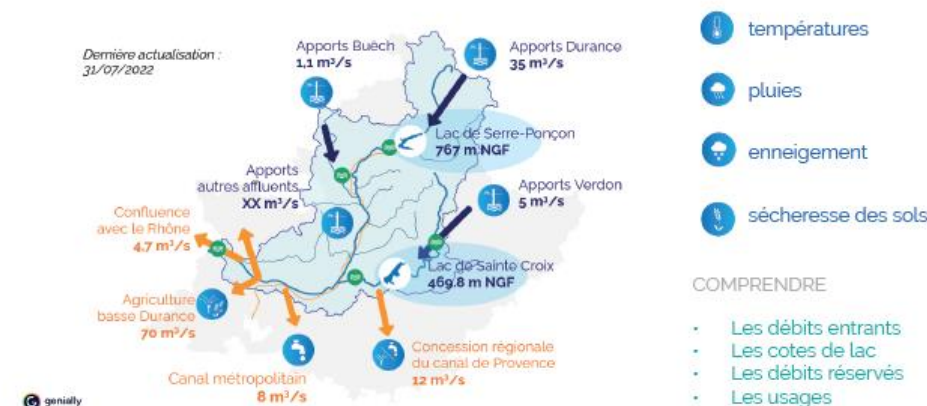 Dernière actualisation :
31/07/2022
Apports Buëch
1,1 m³/s
Apports Durance
35 m³/s
Lac de Serre-Ponçon
767 m NGF
Apports
autres affluents
XX m³/s
Apports Verdon
5 m³/s
Confluence
avec le Rhône
4,7 m³/s
Lac de Sainte Croix
469.8 m NGF
Agriculture
basse Durance
70 m³/s
Canal métropolitain
8 m³/s
Concession régionale
du canal de Provence
12 m³/s
genially
températures
pluies
enneigement
sécheresse des sols
COMPRENDRE
• Les débits entrants
• Les cotes de lac
• Les débits réservés
• Les usages